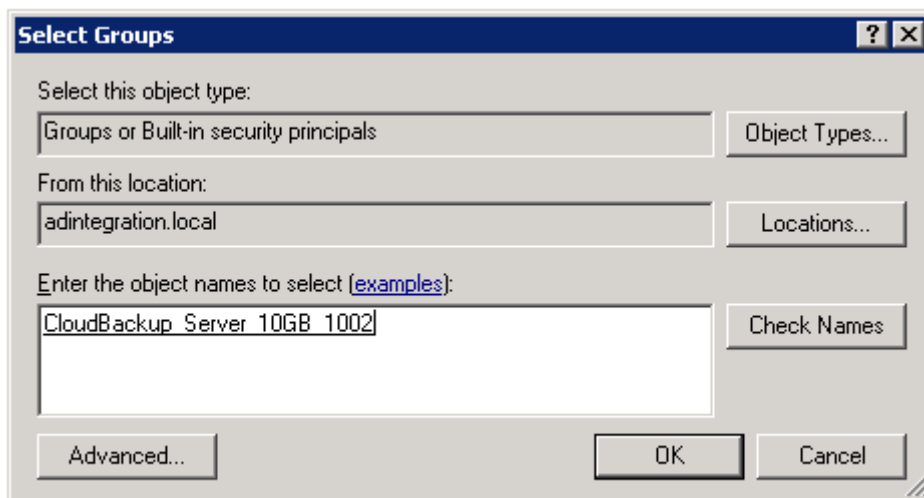 Select Groups
Select this object type:
Groups or Built-in security principals
Object Types...
From this location:
adintegration.local
Locations...
Enter the object names to select (examples):
CloudBackup_Server_10GB_1002
Check Names
Advanced...
OK
Cancel